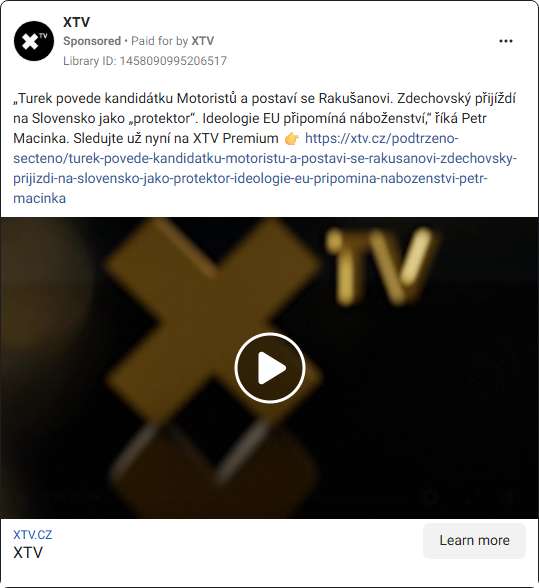 XTV
Sponsored • Paid for by XTV
Library ID: 1458090995206517
„Turek povede kandidátku Motoristů a postaví se Rakušanovi. Zdechovský přijíždí
na Slovensko jako „protektor“. Ideologie EU připomíná náboženství,“ říká Petr
Macinka. Sledujte už nyní na XTV Premium 👉 https://xtv.cz/podtrzeno-
secteno/turek-povede-kandidatku-motoristu-a-postavi-se-rakusanovi-zdechovsky-
prijizdi-na-slovensko-jako-protektor-ideologie-eu-pripomina-nabozenstvi-petr-
macinka
XTV
XTV.CZ
XTV
Learn more